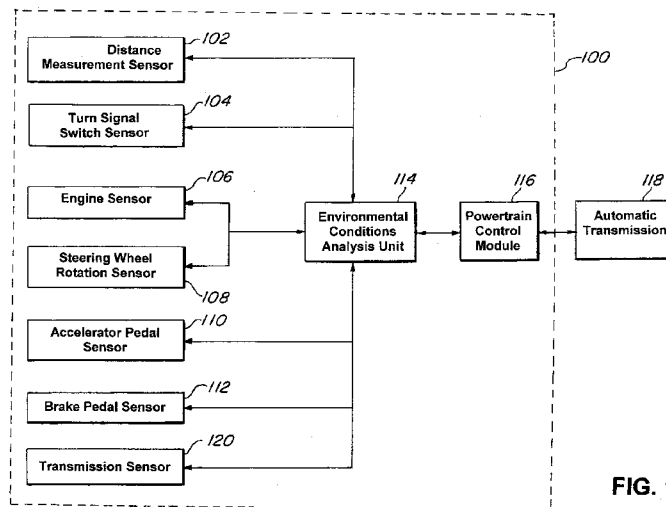 102
Distance
Measurement Sensor
104
Turn Signal
Switch Sensor
106
Engine Sensor
Steering Wheel
Rotation Sensor
108
110
Accelerator Pedal
Sensor
112
Brake Pedal Sensor
120
Transmission Sensor
114
Environmental
Conditions
Analysis Unit
116
Powertrain
Control
Module
100
118
Automatic
Transmission
FIG.